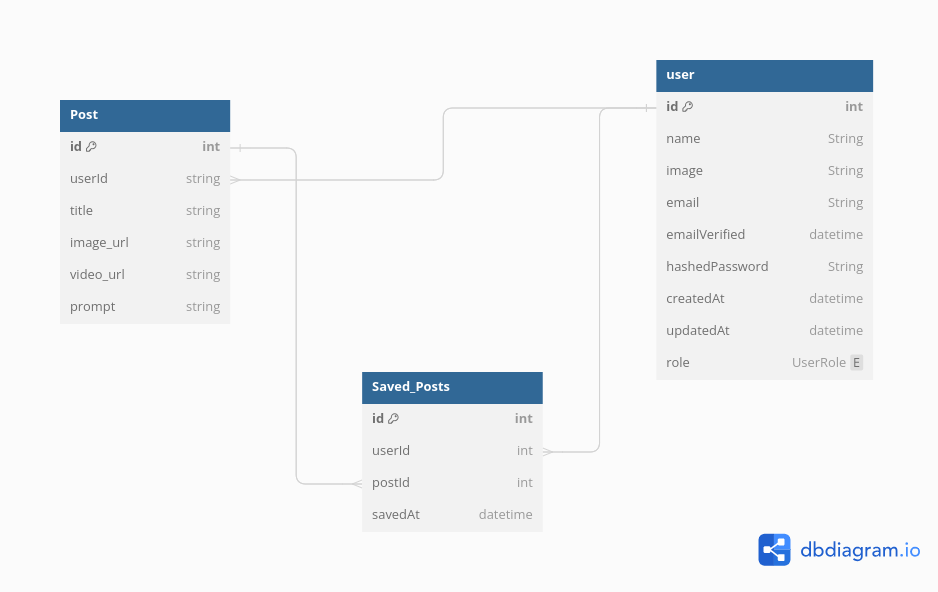 Post
id int
userId string
title string
image_url string
video_url string
prompt string
user
id int
name String
image String
email String
emailVerified datetime
hashedPassword String
createdAt datetime
updatedAt datetime
role UserRole E
Saved_Posts
id int
userId int
postId int
savedAt datetime
dbdiagram.io